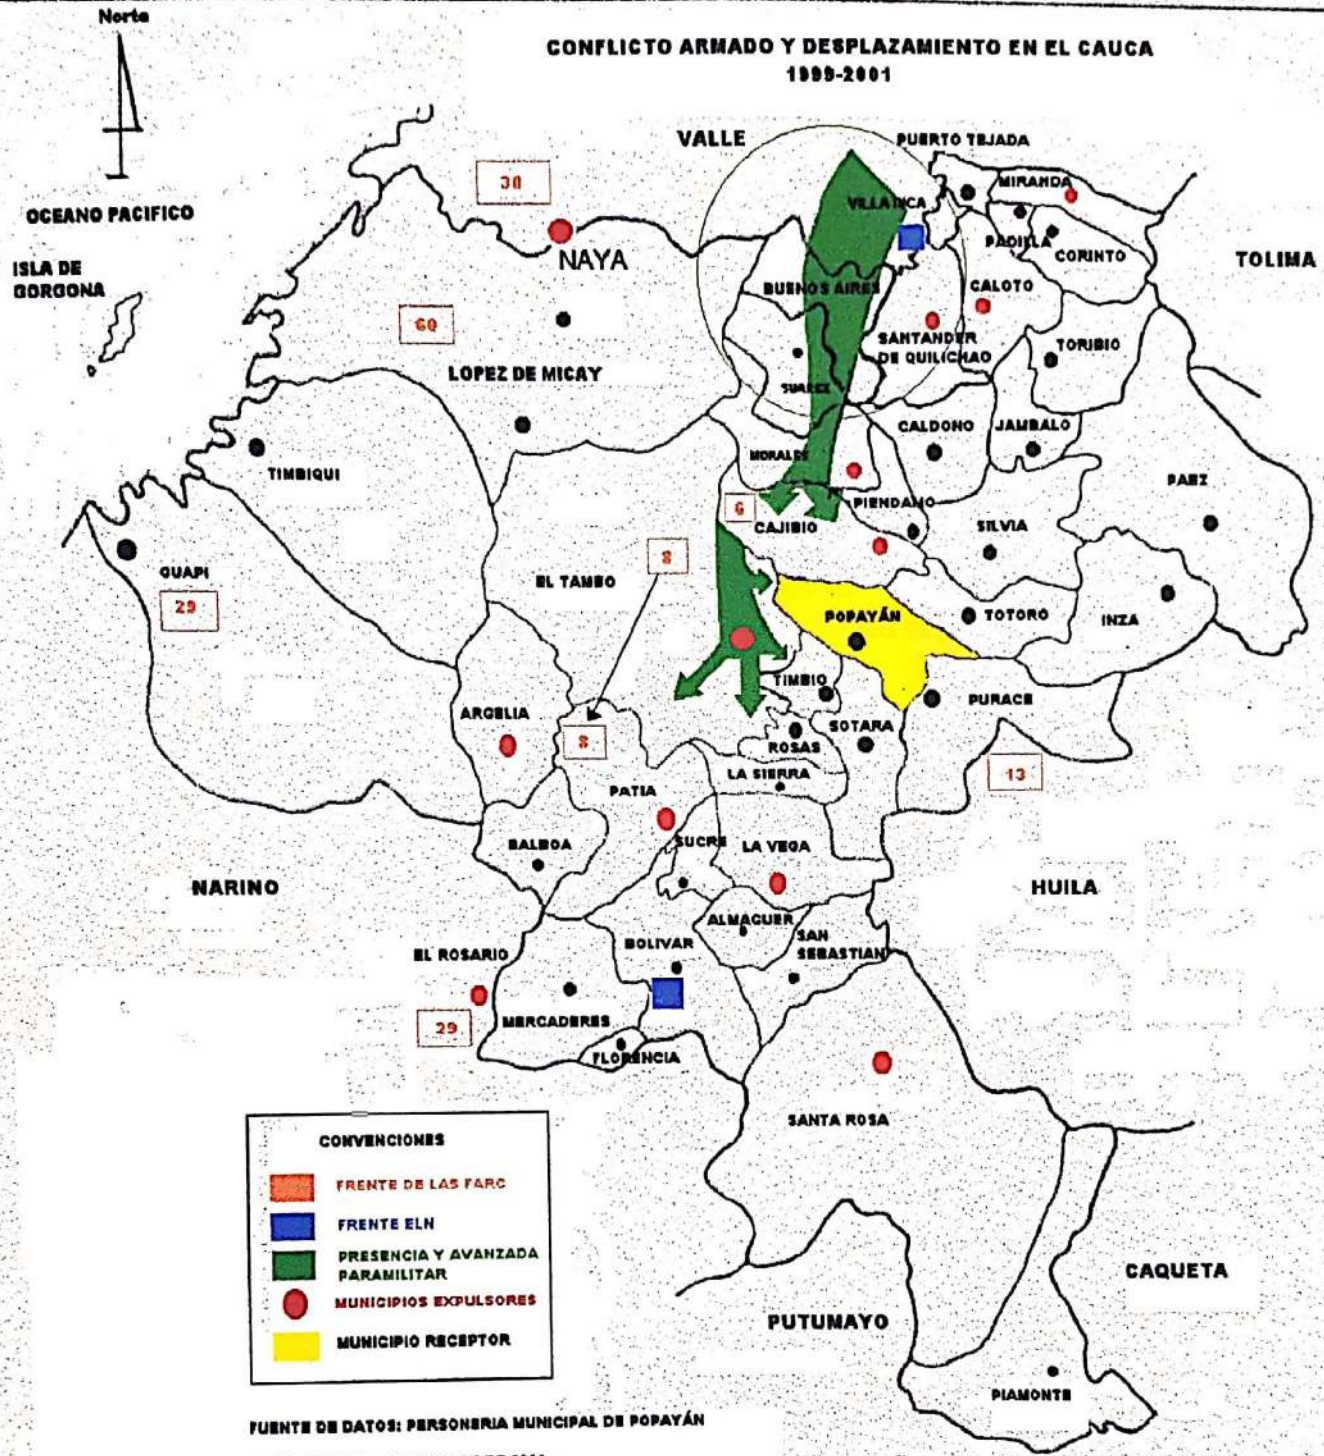 Norte
CONFLICTO ARMADO Y DESPLAZAMIENTO EN EL CAUCA
1999-2001
VALLE
PUERTO TEJADA
30
MIRANDA
OCEANO PACIFICO
VILLA RICA
NAYA
PADILLA
CORINTO
TOLIMA
ISLA DE
GORGONA
BUENOS AIRES
CALOTO
60
SANTANDER
DE QUILICHAO
TORIBIO
LOPEZ DE MICAY
SUAREZ
CALDONO
JAMBALO
TIMBIQUI
MORALES
PAEZ
6
PIENDAMO
CAJIBIO
SILVIA
8
GUAPI
EL TAMBO
29
POPAYÁN
TOTORO
INZA
TIMBIO
PURACE
ARGELIA
SOTARA
8
ROSAS
LA SIERRA
13
PATIA
BALBOA
SUCRE
LA VEGA
NARINO
HUILA
ALMAGUER
BOLIVAR
SAN
SEBASTIAN
EL ROSARIO
29
MERCADERES
FLORENCIA
SANTA ROSA
CONVENCIONES
FRENTE DE LAS FARC
FRENTE ELN
PRESENCIA Y AVANZADA
PARAMILITAR
MUNICIPIOS EXPULSORES
MUNICIPIO RECEPTOR
CAQUETA
PUTUMAYO
PIAMONTE
FUENTE DE DATOS: PERSONERIA MUNICIPAL DE POPAYÁN